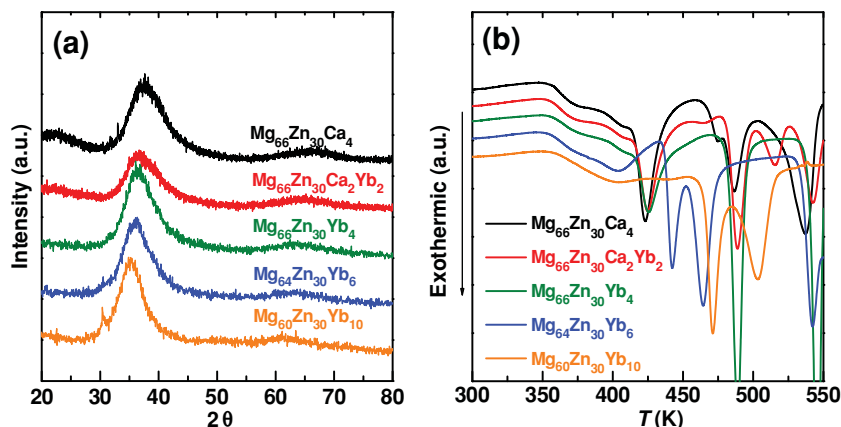 (a)
Intensity (a.u.)
Mg₆₆Zn₃₀Ca₄
Mg₆₆Zn₃₀Ca₂Yb₂
Mg₆₆Zn₃₀Yb₄
Mg₆₄Zn₃₀Yb₆
Mg₆₀Zn₃₀Yb₁₀
20 30 40 50 60 70 80
2 θ
(b)
Exothermic (a.u.)
Mg₆₆Zn₃₀Ca₄
Mg₆₆Zn₃₀Ca₂Yb₂
Mg₆₆Zn₃₀Yb₄
Mg₆₄Zn₃₀Yb₆
Mg₆₀Zn₃₀Yb₁₀
300 350 400 450 500 550
T (K)